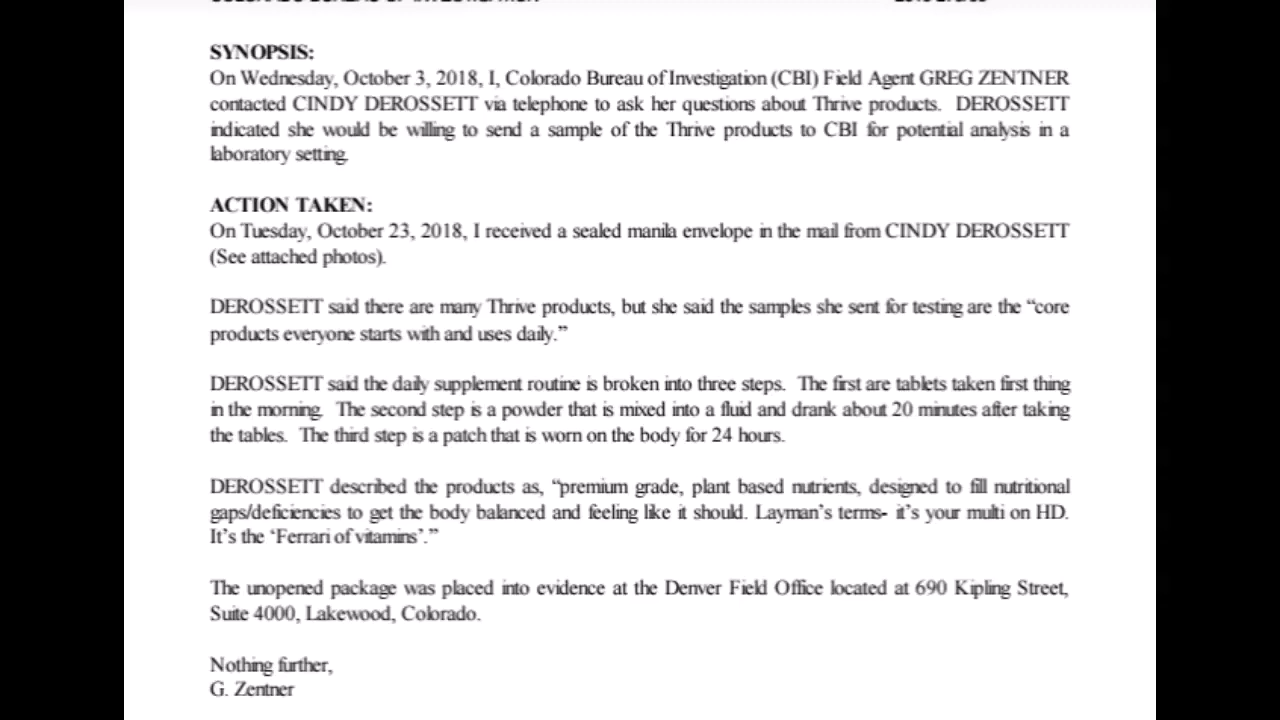 SYNOPSIS:
On Wednesday, October 3, 2018, I, Colorado Bureau of Investigation (CBI) Field Agent GREG ZENTNER
contacted CINDY DEROSSETT via telephone to ask her questions about Thrive products. DEROSSETT
indicated she would be willing to send a sample of the Thrive products to CBI for potential analysis in a
laboratory setting.
ACTION TAKEN:
On Tuesday, October 23, 2018, I received a sealed manila envelope in the mail from CINDY DEROSSETT
(See attached photos).
DEROSSETT said there are many Thrive products, but she said the samples she sent for testing are the “core
products everyone starts with and uses daily.”
DEROSSETT said the daily supplement routine is broken into three steps. The first are tablets taken first thing
in the morning. The second step is a powder that is mixed into a fluid and drank about 20 minutes after taking
the tables. The third step is a patch that is worn on the body for 24 hours.
DEROSSETT described the products as, “premium grade, plant based nutrients, designed to fill nutritional
gaps/deficiencies to get the body balanced and feeling like it should. Layman’s terms- it’s your multi on HD.
It’s the ‘Ferrari of vitamins’.”
The unopened package was placed into evidence at the Denver Field Office located at 690 Kipling Street,
Suite 4000, Lakewood, Colorado.
Nothing further,
G. Zentner